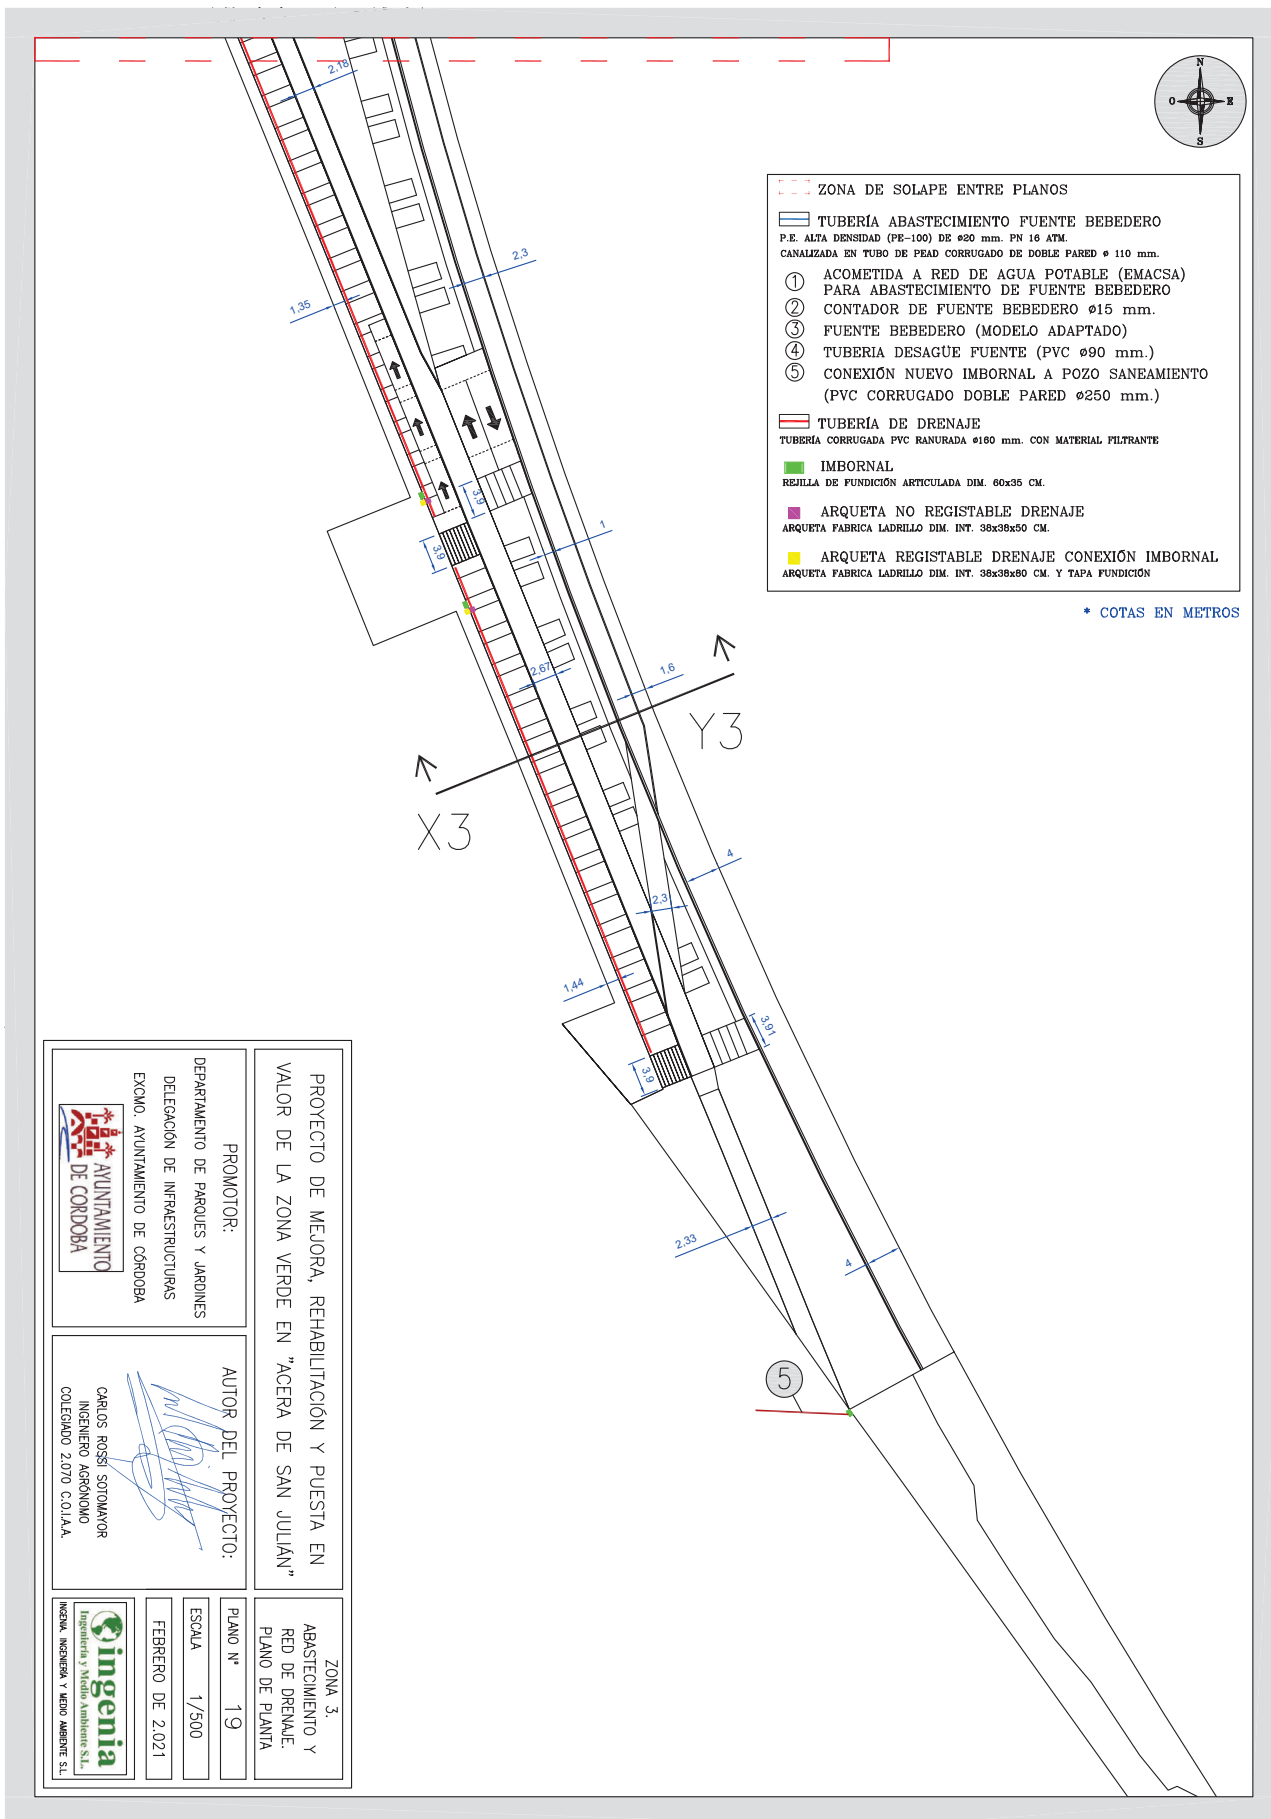 N
O
E
S
ZONA DE SOLAPE ENTRE PLANOS
TUBERÍA ABASTECIMIENTO FUENTE BEBEDERO
P.E. ALTA DENSIDAD (PE-100) DE ø20 mm. PN 16 ATM.
CANALIZADA EN TUBO DE PEAD CORRUGADO DE DOBLE PARED ø 110 mm.
1 ACOMETIDA A RED DE AGUA POTABLE (EMACSA)
PARA ABASTECIMIENTO DE FUENTE BEBEDERO
2 CONTADOR DE FUENTE BEBEDERO ø15 mm.
3 FUENTE BEBEDERO (MODELO ADAPTADO)
4 TUBERIA DESAGÜE FUENTE (PVC ø90 mm.)
5 CONEXIÓN NUEVO IMBORNAL A POZO SANEAMIENTO
(PVC CORRUGADO DOBLE PARED ø250 mm.)
TUBERÍA DE DRENAJE
TUBERÍA CORRUGADA PVC RANURADA ø160 mm. CON MATERIAL FILTRANTE
IMBORNAL
REJILLA DE FUNDICIÓN ARTICULADA DIM. 60x35 CM.
ARQUETA NO REGISTABLE DRENAJE
ARQUETA FABRICA LADRILLO DIM. INT. 38x38x50 CM.
ARQUETA REGISTABLE DRENAJE CONEXIÓN IMBORNAL
ARQUETA FABRICA LADRILLO DIM. INT. 38x38x80 CM. Y TAPA FUNDICIÓN
* COTAS EN METROS
2,18
2,3
1,35
3,9
1
3,9
2,67
1,6
Y3
X3
4
2,3
1,44
3,91
3,9
2,33
4
5
PROYECTO DE MEJORA, REHABILITACIÓN Y PUESTA EN
VALOR DE LA ZONA VERDE EN "ACERA DE SAN JULIÁN"
PROMOTOR:
DEPARTAMENTO DE PARQUES Y JARDINES
DELEGACIÓN DE INFRAESTRUCTURAS
EXCMO. AYUNTAMIENTO DE CÓRDOBA
AYUNTAMIENTO
DE CORDOBA
AUTOR DEL PROYECTO:
CARLOS ROSSI SOTOMAYOR
INGENIERO AGRÓNOMO
COLEGIADO 2.070 C.O.I.A.A.
ZONA 3.
ABASTECIMIENTO Y
RED DE DRENAJE.
PLANO DE PLANTA
PLANO Nº 19
ESCALA 1/500
FEBRERO DE 2.021
ingenia
Ingeniería y Medio Ambiente S.L.
INGENIA, INGENIERÍA Y MEDIO AMBIENTE S.L.